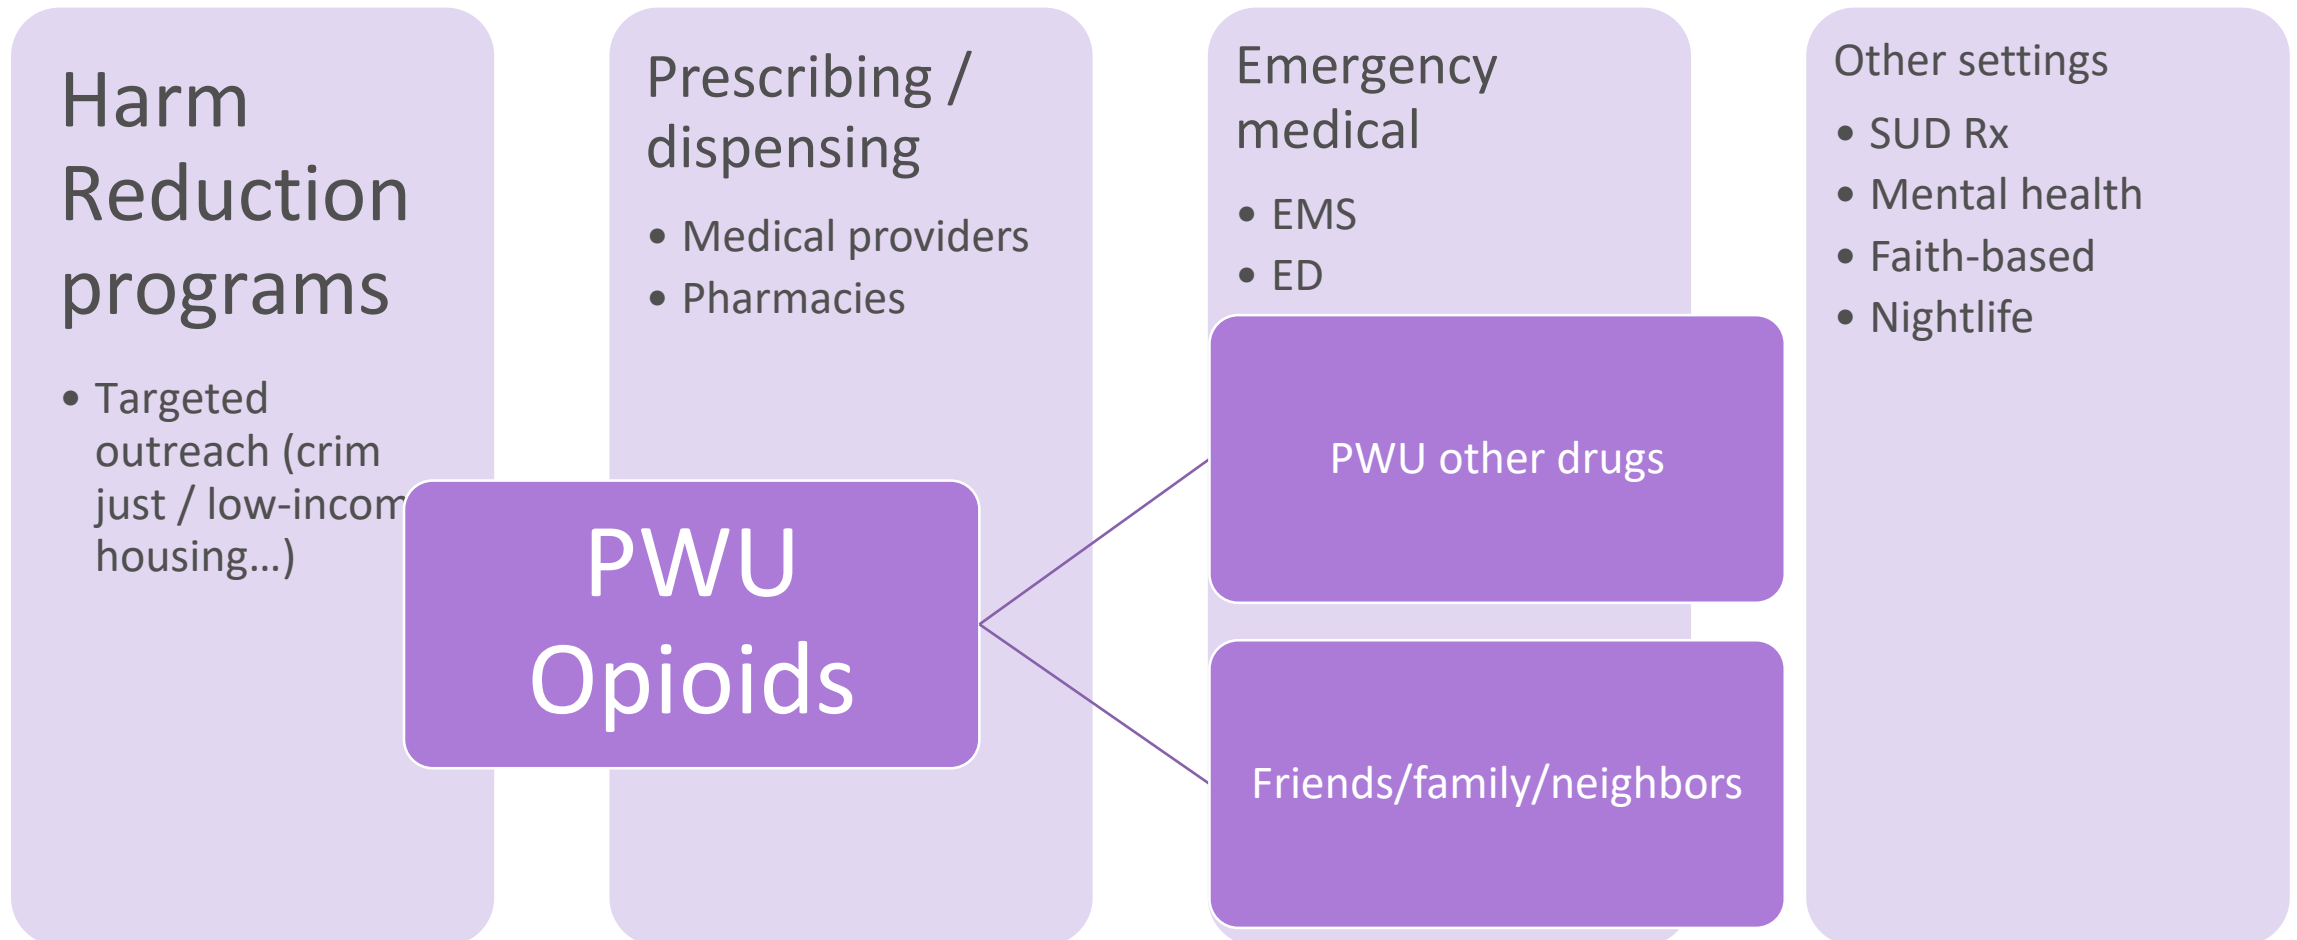 Harm
Reduction
programs
• Targeted
outreach (crim
just / low-incom
housing...)
Prescribing /
dispensing
• Medical providers
• Pharmacies
Emergency
medical
• EMS
• ED
Other settings
• SUD Rx
• Mental health
• Faith-based
• Nightlife
PWU
Opioids
PWU other drugs
Friends/family/neighbors